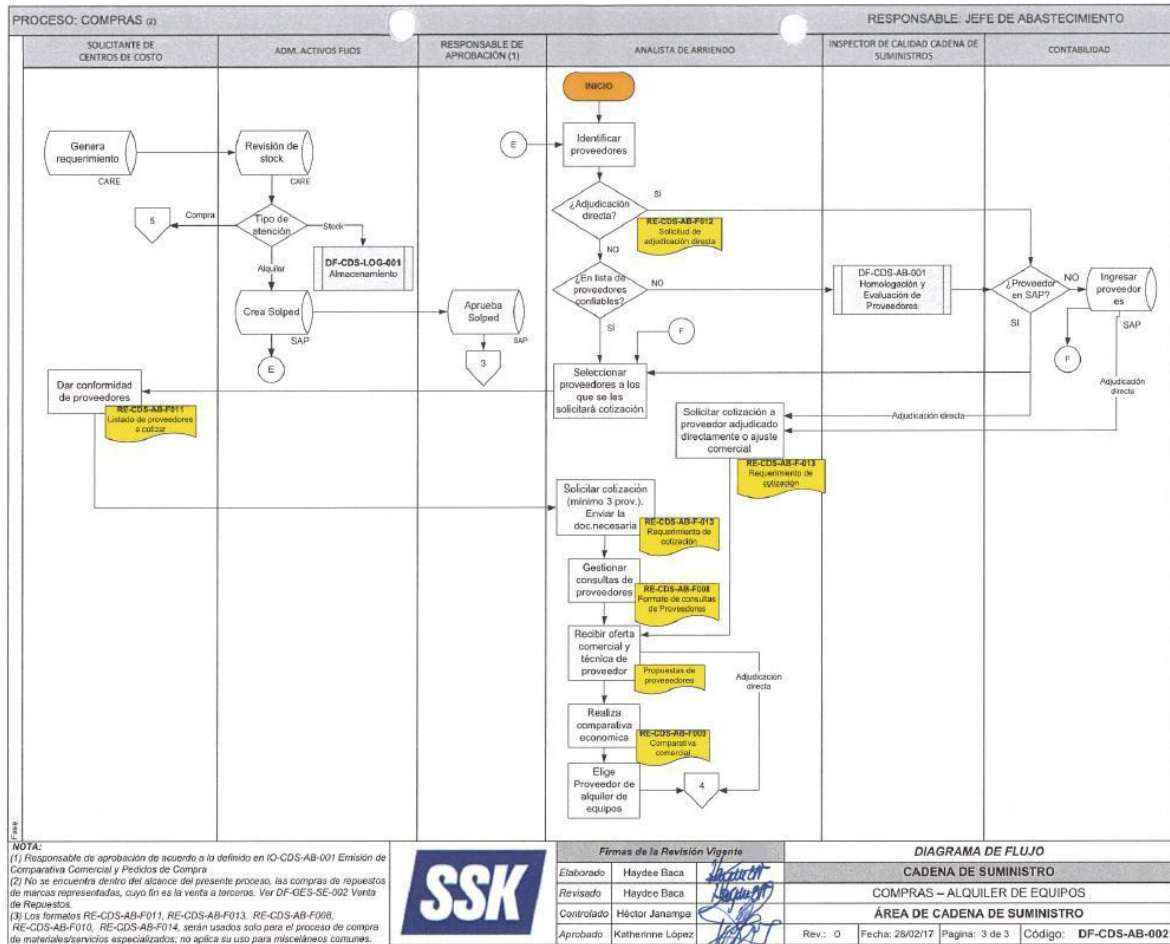 PROCESO: COMPRAS (2)
RESPONSABLE: JEFE DE ABASTECIMIENTO
SOLICITANTE DE
CENTROS DE COSTO
ADM. ACTIVOS FIJOS
RESPONSABLE DE
APROBACIÓN (1)
ANALISTA DE ARRIENDO
INSPECTOR DE CALIDAD CADENA DE
SUMINISTROS
CONTABILIDAD
INICIO
Genera
requerimiento
CARE
Revisión de
stock
CARE
E
Identificar
proveedores
5
Compra
Tipo de
atención
Stock
¿Adjudicación
directa?
SÍ
RE-CDS-AB-F012
Solicitud de
adjudicación directa
NO
DF-CDS-LOG-001
Almacenamiento
Alquilar
¿En lista de
proveedores
confiables?
NO
DF-CDS-AB-001
Homologación y
Evaluación de
Proveedores
¿Proveedor
en SAP?
NO
Ingresar
proveedor
es
SAP
Crea Solped
SAP
Aprueba
Solped
SAP
SÍ
F
SI
F
E
3
Dar conformidad
de proveedores
RE-CDS-AB-F011
Listado de proveedores
a cotizar
Seleccionar
proveedores a los
que se les
solicitará cotización
Adjudicación
directa
Solicitar cotización a
proveedor adjudicado
directamente o ajuste
comercial
Adjudicación directa
RE-CDS-AB-F-013
Requerimiento de
cotización
Solicitar cotización
(mínimo 3 prov.).
Enviar la
doc.necesaria
RE-CDS-AB-F-013
Requerimiento de
cotización
Gestionar
consultas de
proveedores
RE-CDS-AB-F008
Formato de consultas
de Proveedores
Recibir oferta
comercial y
técnica de
proveedor
Propuestas de
proveeedores
Adjudicación
directa
Realiza
comparativa
economica
RE-CDS-AB-F009
Comparativa
comercial
Elige
Proveedor de
alquiler de
equipos
4
Fase
NOTA:
(1) Responsable de aprobación de acuerdo a lo definido en IO-CDS-AB-001 Emisión de
Comparativa Comercial y Pedidos de Compra
(2) No se encuentra dentro del alcance del presente proceso, las compras de repuestos
de marcas representadas, cuyo fin es la venta a terceros. Ver DF-GES-SE-002 Venta
de Repuestos.
(3) Los formatos RE-CDS-AB-F011, RE-CDS-AB-F013, RE-CDS-AB-F008,
RE-CDS-AB-F010, RE-CDS-AB-F014, serán usados solo para el proceso de compra
de materiales/servicios especializados; no aplica su uso para misceláneos comunes.
SSK
Firmas de la Revisión Vigente
Elaborado Haydee Baca
Revisado Haydee Baca
Controlado Héctor Janampa
Aprobado Katherinne López
DIAGRAMA DE FLUJO
CADENA DE SUMINISTRO
COMPRAS – ALQUILER DE EQUIPOS
ÁREA DE CADENA DE SUMINISTRO
Rev.: 0 Fecha: 28/02/17 Pagina: 3 de 3 Código: DF-CDS-AB-002